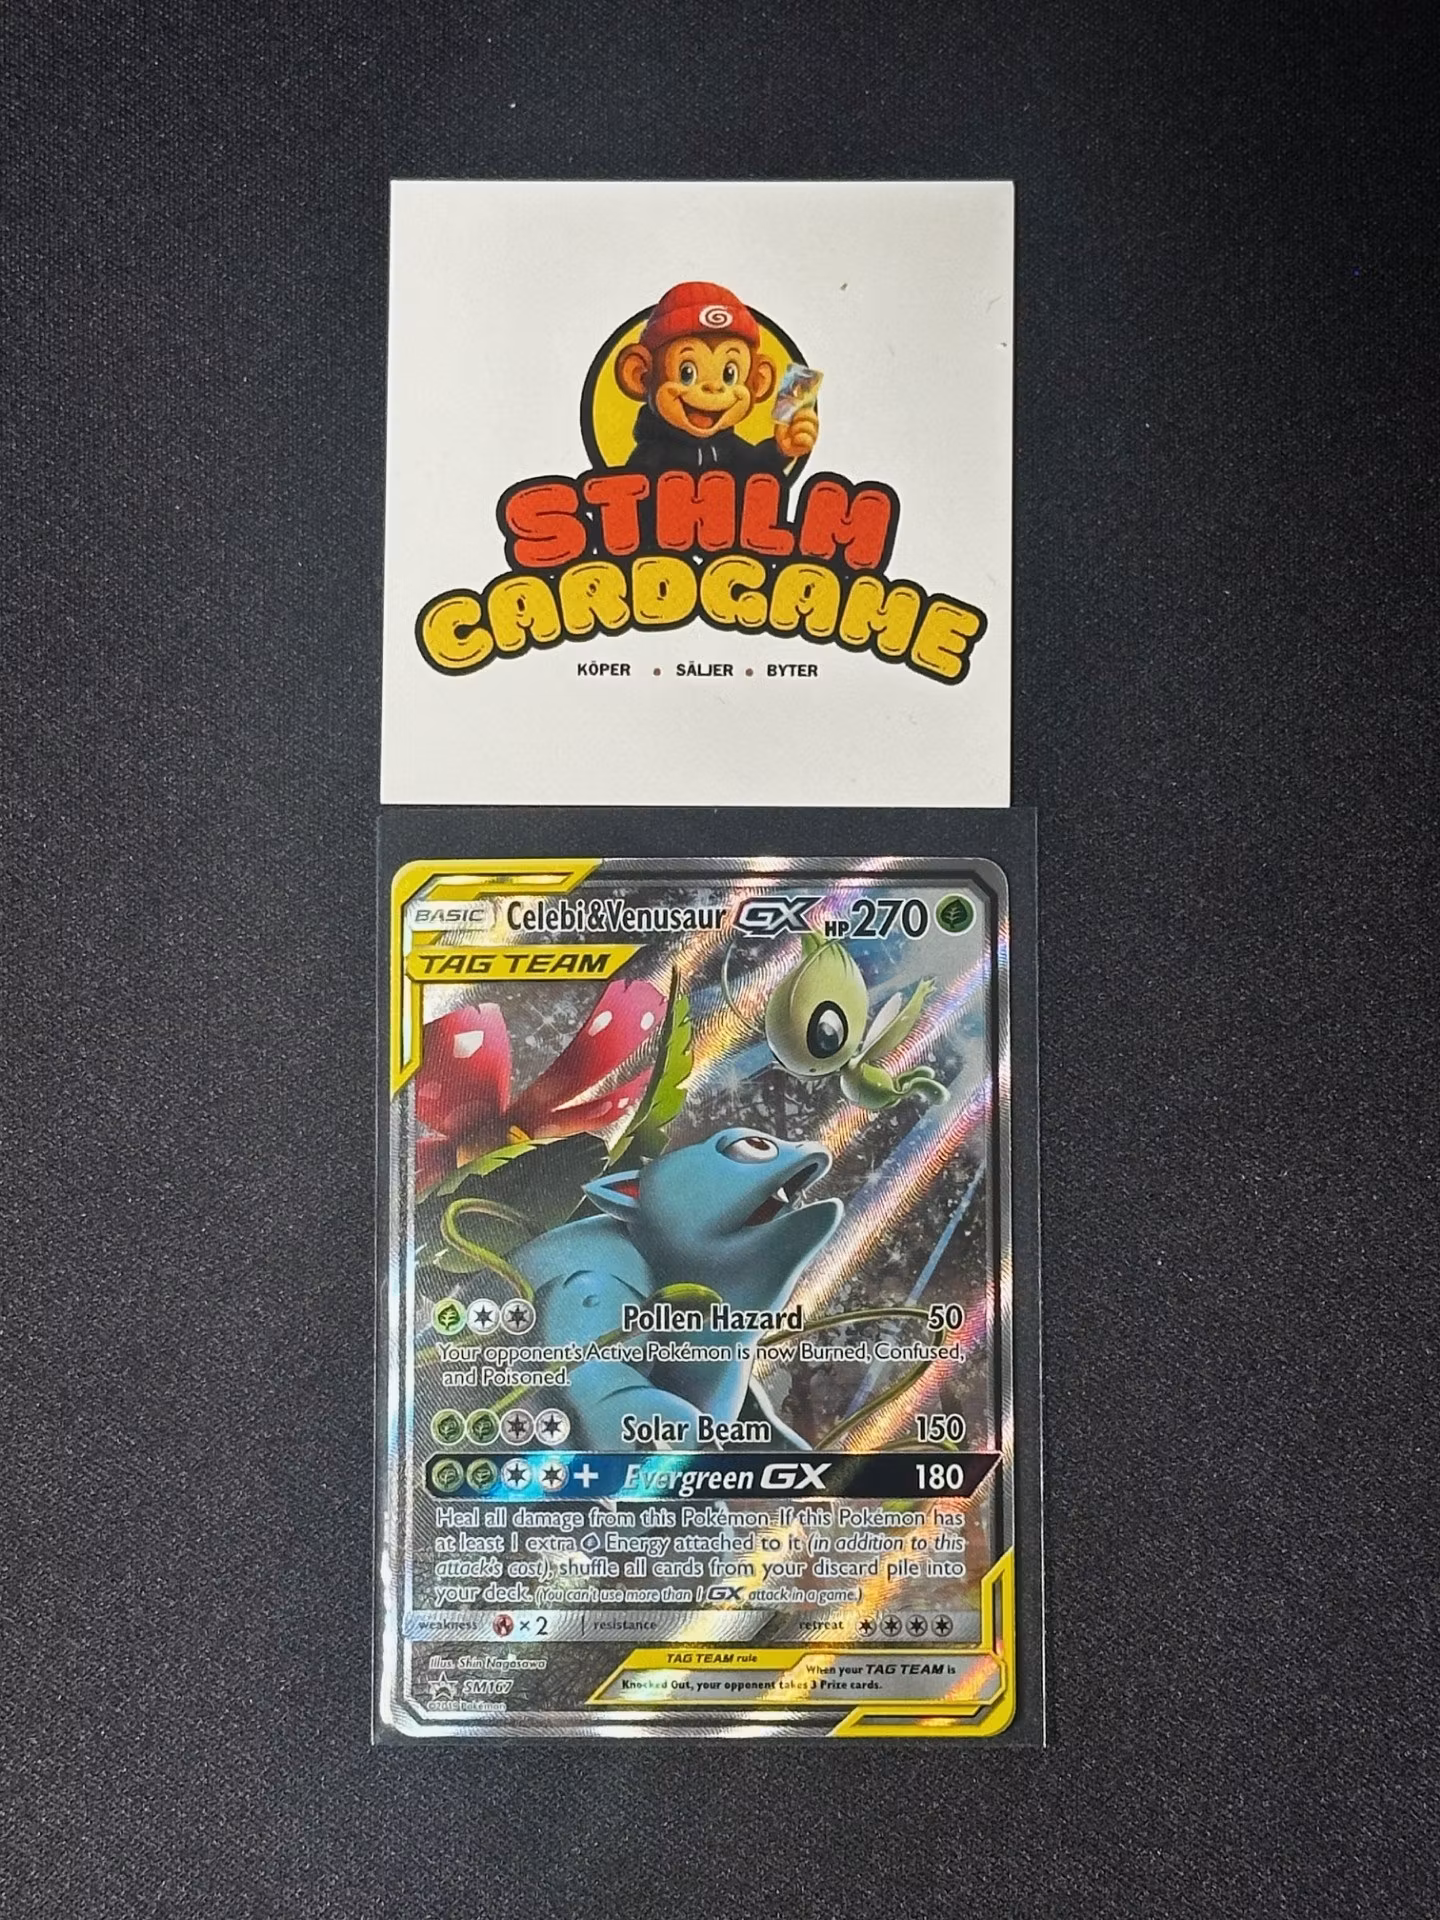 STHLM
CARDGAME
KÖPER • SÄLJER • BYTER
BASIC Celebi&Venusaur GX HP270
TAG TEAM
Pollen Hazard 50
Your opponent's Active Pokémon is now Burned, Confused,
and Poisoned.
Solar Beam 150
+ Evergreen GX 180
Heal all damage from this Pokémon. If this Pokémon has
at least 1 extra Energy attached to it (in addition to this
attack's cost), shuffle all cards from your discard pile into
your deck. (You can't use more than 1 GX attack in a game.)
weakness ×2 resistance retreat
Illus. Shin Nagasawa
SM167
©2019 Pokémon
TAG TEAM rule
When your TAG TEAM is
Knocked Out, your opponent takes 3 Prize cards.